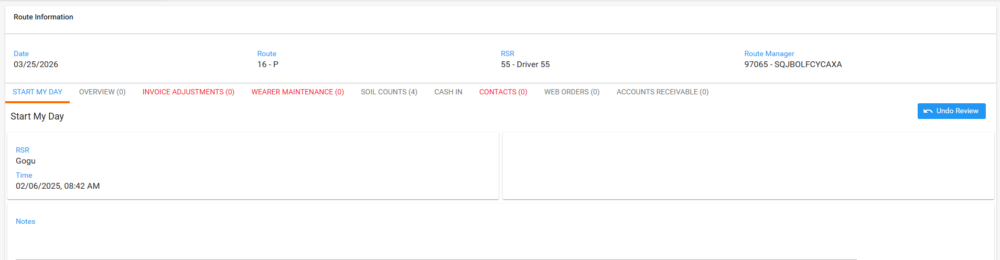 Route Information
Date
03/25/2026
Route
16 - P
RSR
55 - Driver 55
Route Manager
97065 - SQJBOLFCYCAXA
START MY DAY OVERVIEW (0) INVOICE ADJUSTMENTS (0) WEARER MAINTENANCE (0) SOIL COUNTS (4) CASH IN CONTACTS (0) WEB ORDERS (0) ACCOUNTS RECEIVABLE (0)
Start My Day
Undo Review
RSR
Gogu
Time
02/06/2025, 08:42 AM
Notes